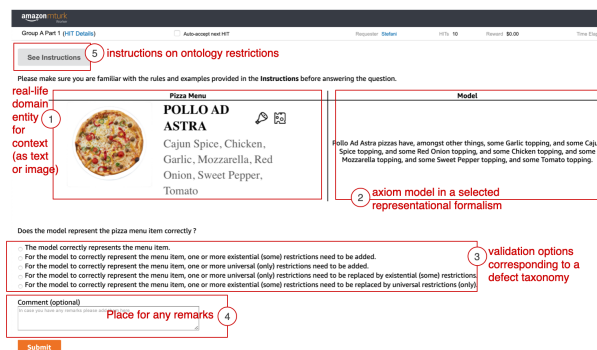 amazon mturk
Worker
Group A Part 1 (HIT Details)
Auto-accept next HIT
Requester Stefani
HITs 10
Reward $0.00
Time Elap
See Instructions
5 instructions on ontology restrictions
Please make sure you are familiar with the rules and examples provided in the Instructions before answering the question.
real-life
domain
entity
1
for
context
(as text
or image)
Pizza Menu
POLLO AD
ASTRA
Cajun Spice, Chicken,
Garlic, Mozzarella, Red
Onion, Sweet Pepper,
Tomato
Model
Pollo Ad Astra pizzas have, amongst other things, some Garlic topping, and some Caju
Spice topping, and some Red Onion topping, and some Chicken topping, and some
Mozzarella topping, and some Sweet Pepper topping, and some Tomato topping.
2 axiom model in a selected
representational formalism
Does the model represent the pizza menu item correctly ?
The model correctly represents the menu item.
For the model to correctly represent the menu item, one or more existential (some) restrictions need to be added.
For the model to correctly represent the menu item, one or more universal (only) restrictions need to be added.
For the model to correctly represent the menu item, one or more universal (only) restrictions need to be replaced by existential (some) restrictions.
For the model to correctly represent the menu item, one or more existential (some) restrictions need to be replaced by universal restrictions (only).
3 validation options
corresponding to a
defect taxonomy
Comment (optional)
In case you have any remarks please
Place for any remarks 4
Submit